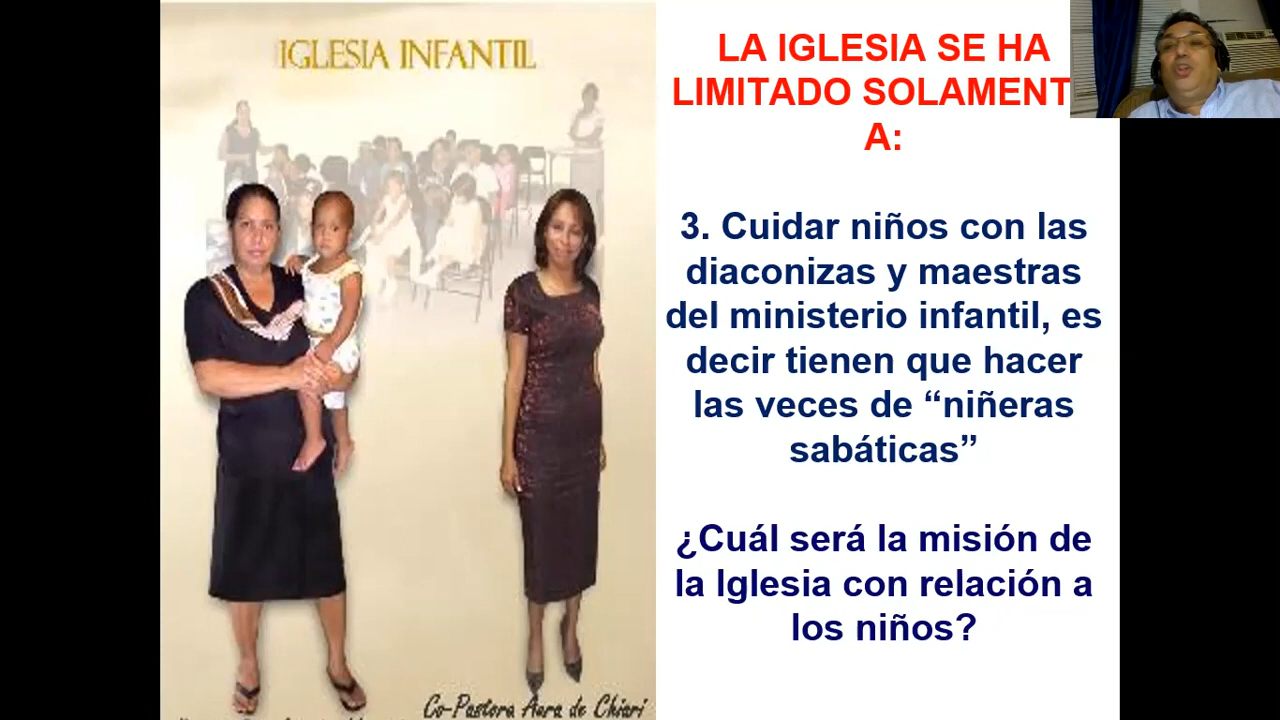 IGLESIA INFANTIL
Co-Pastora Aura de Chiari
LA IGLESIA SE HA
LIMITADO SOLAMENT
A:
3. Cuidar niños con las
diaconizas y maestras
del ministerio infantil, es
decir tienen que hacer
las veces de “niñeras
sabáticas”
¿Cuál será la misión de
la Iglesia con relación a
los niños?